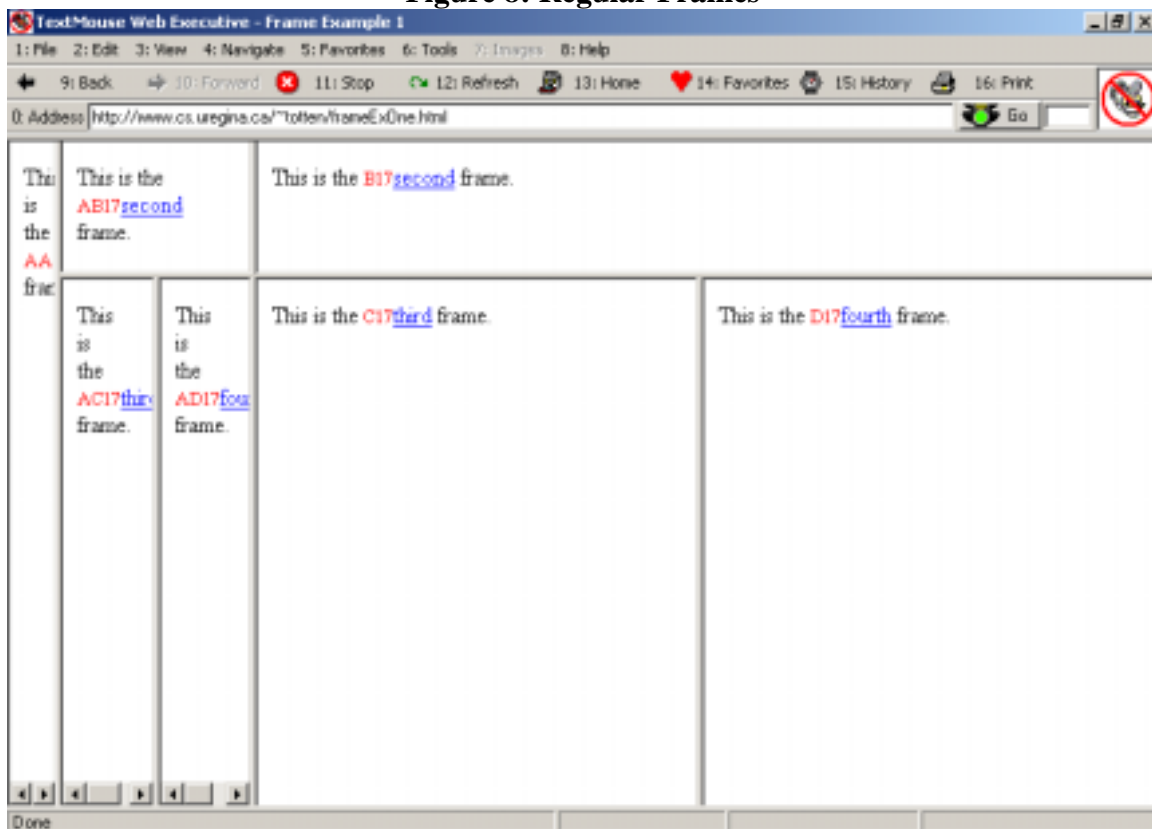 Figure 8: Regular Frames
TextMouse Web Executive - Frame Example 1
1: File 2: Edit 3: View 4: Navigate 5: Favorites 6: Tools 7: Images 8: Help
9: Back 10: Forward 11: Stop 12: Refresh 13: Home 14: Favorites 15: History 16: Print
0: Address http://www.cs.uregina.ca/~totten/frameExOne.html Go
Thi
is
the
AA
frac
This is the
AB17second
frame.
This is the B17second frame.
This
is
the
AC17thir
frame.
This
is
the
AD17four
frame.
This is the C17third frame.
This is the D17fourth frame.
Done